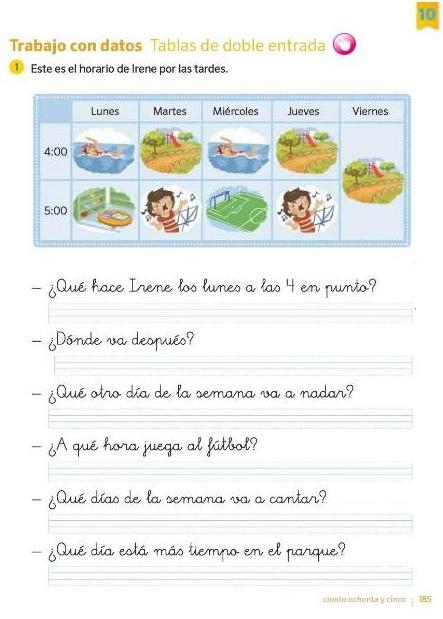 10
Trabajo con datos Tablas de doble entrada
1 Este es el horario de Irene por las tardes.
Lunes Martes Miércoles Jueves Viernes
4:00
5:00
– ¿Qué hace Irene los lunes a las 4 en punto?
– ¿Dónde va después?
– ¿Qué otro día de la semana va a nadar?
– ¿A qué hora juega al fútbol?
– ¿Qué días de la semana va a cantar?
– ¿Qué día está más tiempo en el parque?
ciento ochenta y cinco 185